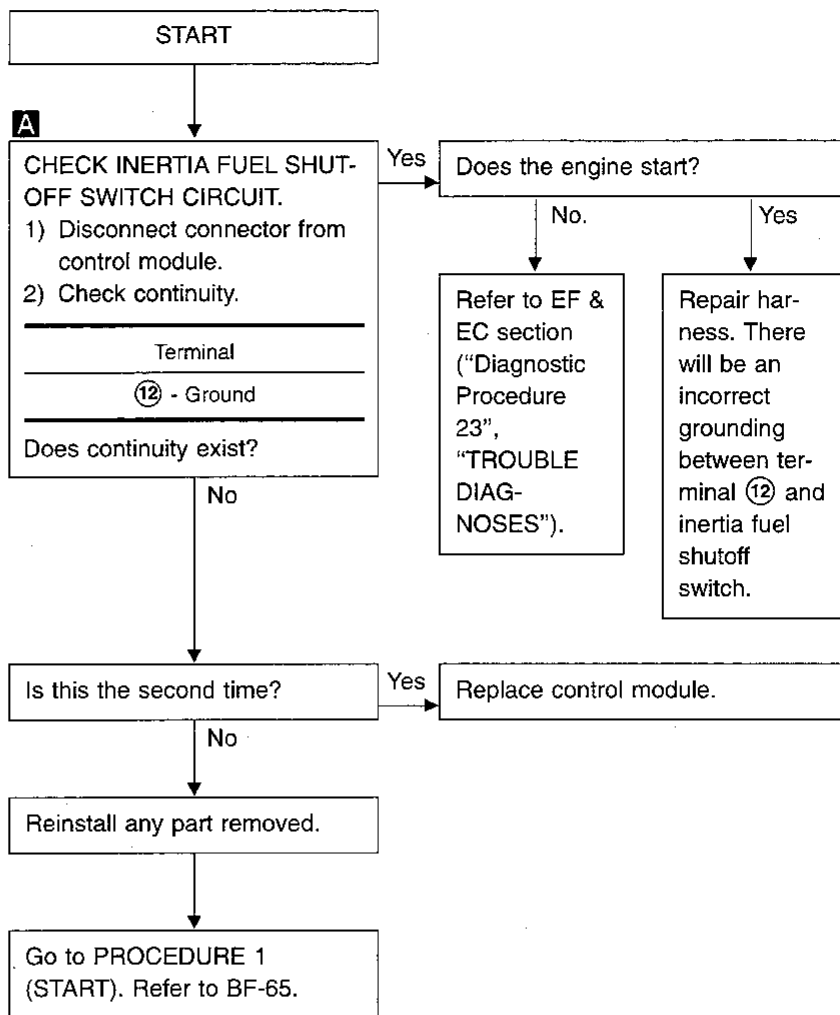 START
A
CHECK INERTIA FUEL SHUT-
OFF SWITCH CIRCUIT.
1) Disconnect connector from
control module.
2) Check continuity.
Terminal
⑫ - Ground
Does continuity exist?
Yes
Does the engine start?
No.
Yes
Refer to EF &
EC section
("Diagnostic
Procedure
23",
"TROUBLE
DIAG-
NOSES").
Repair har-
ness. There
will be an
incorrect
grounding
between ter-
minal ⑫ and
inertia fuel
shutoff
switch.
No
Is this the second time?
Yes
Replace control module.
No
Reinstall any part removed.
Go to PROCEDURE 1
(START). Refer to BF-65.